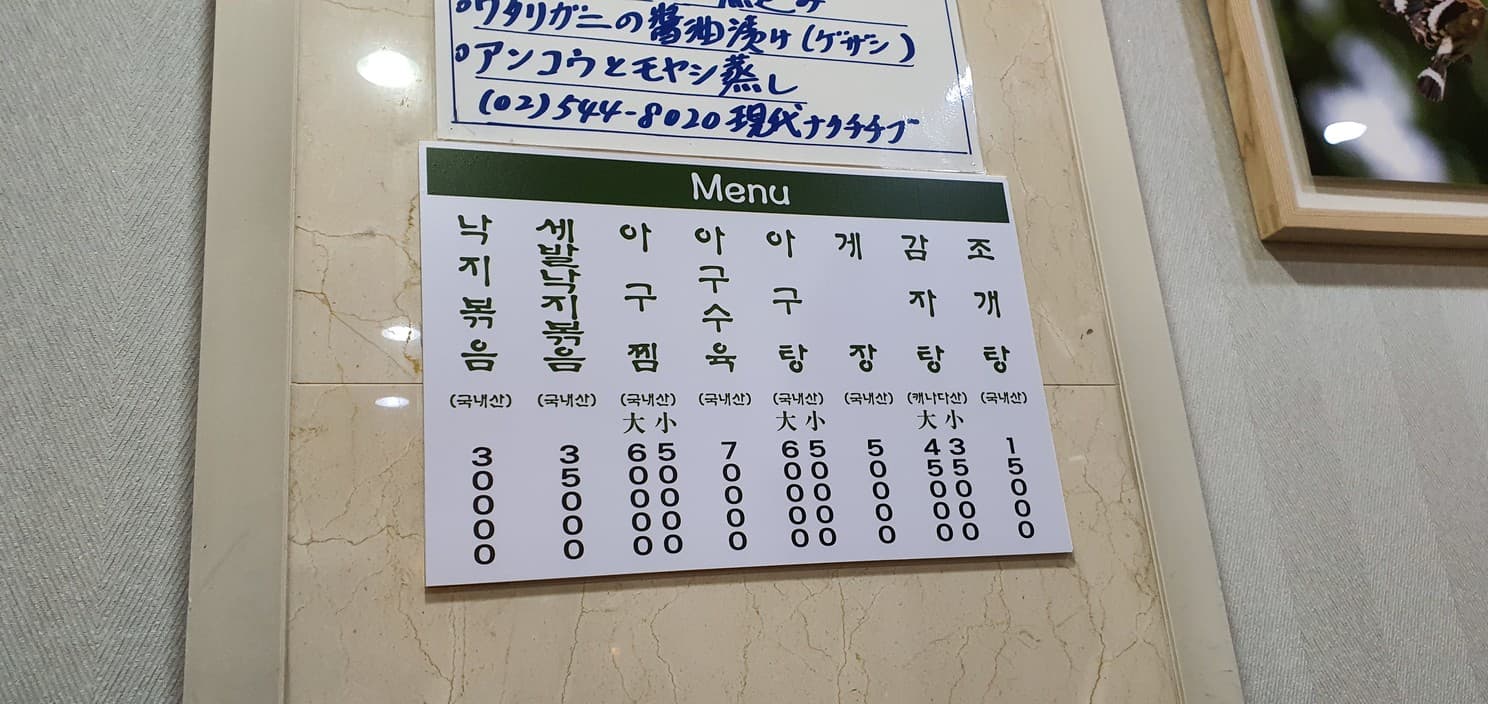 ワタリガニの醤油漬け(ゲザン)
アンコウとモヤシ蒸し
(02)544-8020 現代ナクチチブ
Menu
낙지볶음
(국내산)
30000
세발낙지볶음
(국내산)
35000
아구찜
(국내산)
大 小
60000 50000
아구수육
(국내산)
70000
아구탕
(국내산)
大 小
60000 50000
게장
(국내산)
50000
감자탕
(캐나다산)
大 小
45000 35000
조개탕
(국내산)
15000